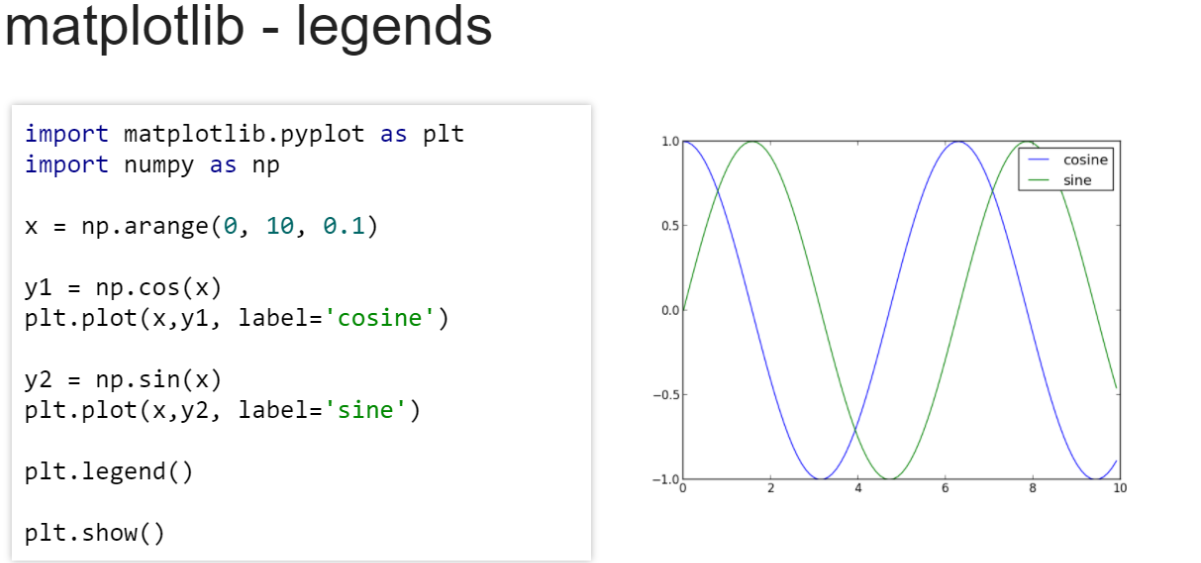 matplotlib - legends
import matplotlib.pyplot as plt
import numpy as np
x = np.arange(0, 10, 0.1)
y1 = np.cos(x)
plt.plot(x,y1, label='cosine')
y2 = np.sin(x)
plt.plot(x,y2, label='sine')
plt.legend()
plt.show()
1.0
0.5
0.0
−0.5
−1.0
0 2 4 6 8 10
cosine
sine